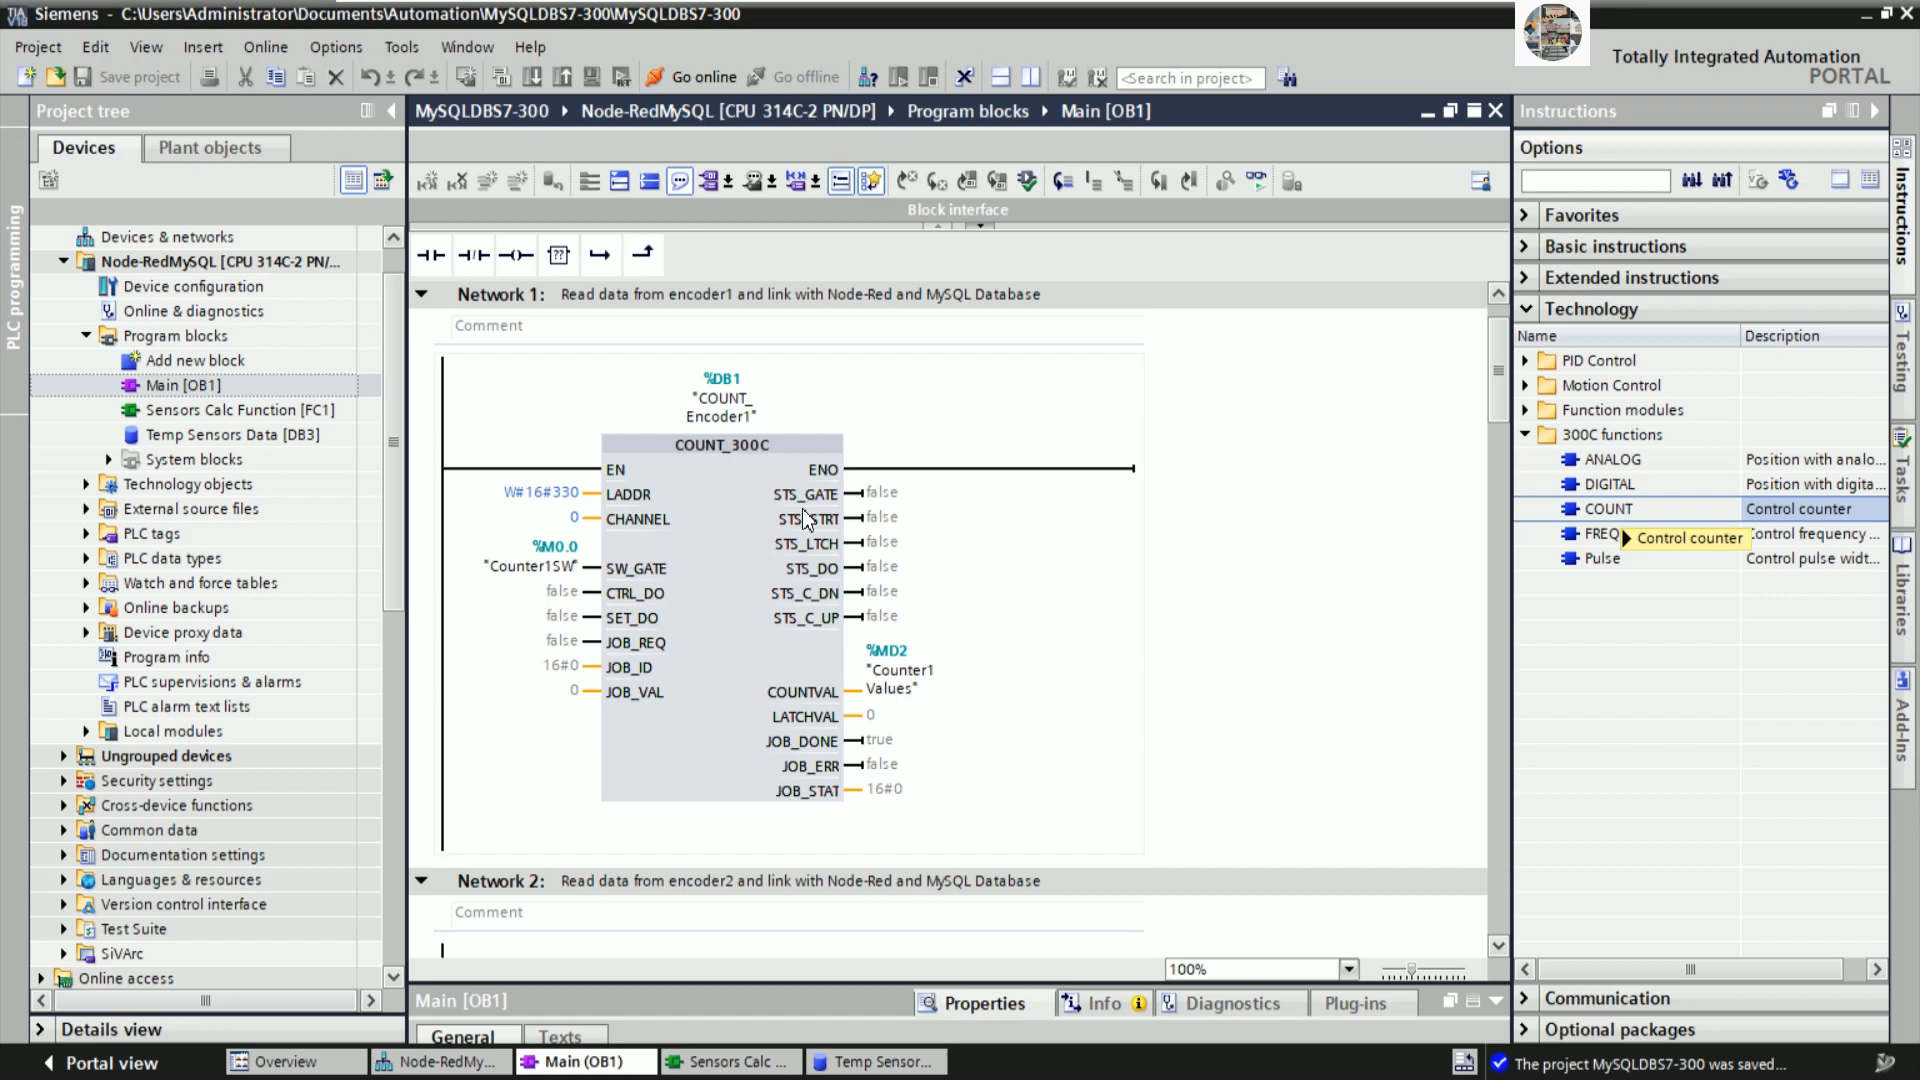 Siemens - C:\Users\Administrator\Documents\Automation\MySQLDBS7-300\MySQLDBS7-300
Project Edit View Insert Online Options Tools Window Help
Totally Integrated Automation
PORTAL
Save project
Go online
Go offline
<Search in project>
Project tree
MySQLDBS7-300 Node-RedMySQL [CPU 314C-2 PN/DP] Program blocks Main [OB1]
Instructions
Devices
Plant objects
Options
Block interface
PLC programming
Devices & networks
Node-RedMySQL [CPU 314C-2 PN/...
Device configuration
Online & diagnostics
Program blocks
Add new block
Main [OB1]
Sensors Calc Function [FC1]
Temp Sensors Data [DB3]
System blocks
Technology objects
External source files
PLC tags
PLC data types
Watch and force tables
Online backups
Device proxy data
Program info
PLC supervisions & alarms
PLC alarm text lists
Local modules
Ungrouped devices
Security settings
Cross-device functions
Common data
Documentation settings
Languages & resources
Version control interface
Test Suite
SiVArc
Online access
Details view
??
Network 1: Read data from encoder1 and link with Node-Red and MySQL Database
Comment
%DB1
"COUNT_
Encoder1"
COUNT_300C
EN ENO
W#16#330 LADDR STS_GATE false
0 CHANNEL STS_STRT false
STS_LTCH false
%M0.0
"Counter1SW" SW_GATE STS_DO false
false CTRL_DO STS_C_DN false
false SET_DO STS_C_UP false
false JOB_REQ
16#0 JOB_ID
%MD2
"Counter1
Values"
0 JOB_VAL COUNTVAL
LATCHVAL 0
JOB_DONE true
JOB_ERR false
JOB_STAT 16#0
Network 2: Read data from encoder2 and link with Node-Red and MySQL Database
Comment
100%
Main [OB1]
Properties
Info
Diagnostics
Plug-ins
General
Texts
Favorites
Basic instructions
Extended instructions
Technology
Name Description
PID Control
Motion Control
Function modules
300C functions
ANALOG Position with analo...
DIGITAL Position with digita...
COUNT Control counter
FREQ Control frequency ...
Control counter
Pulse Control pulse widt...
Communication
Optional packages
Instructions
Testing
Tasks
Libraries
Add-Ins
Portal view
Overview
Node-RedMy...
Main (OB1)
Sensors Calc ...
Temp Sensor...
The project MySQLDBS7-300 was saved...